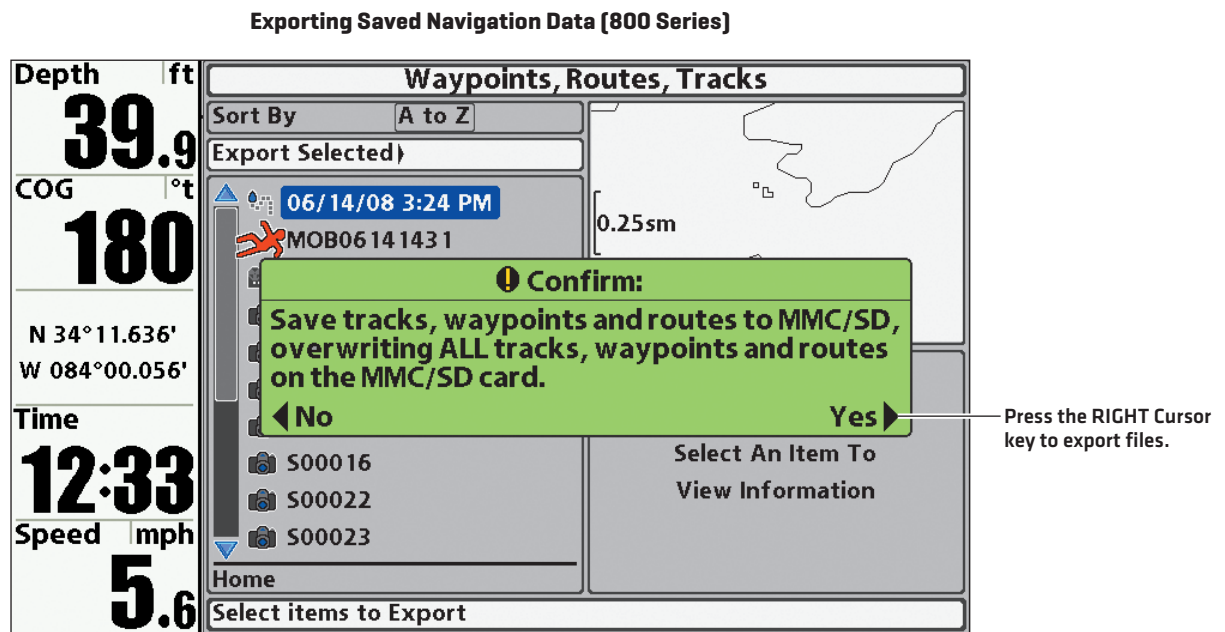 Exporting Saved Navigation Data (800 Series)
Depth ft
39.9
COG °t
180
N 34°11.636'
W 084°00.056'
Time
12:33
Speed mph
5.6
Waypoints, Routes, Tracks
Sort By A to Z
Export Selected
06/14/08 3:24 PM
MOB06141431
0.25sm
Confirm:
Save tracks, waypoints and routes to MMC/SD,
overwriting ALL tracks, waypoints and routes
on the MMC/SD card.
No Yes
S00016
S00022
S00023
Home
Select items to Export
Select An Item To
View Information
Press the RIGHT Cursor
key to export files.